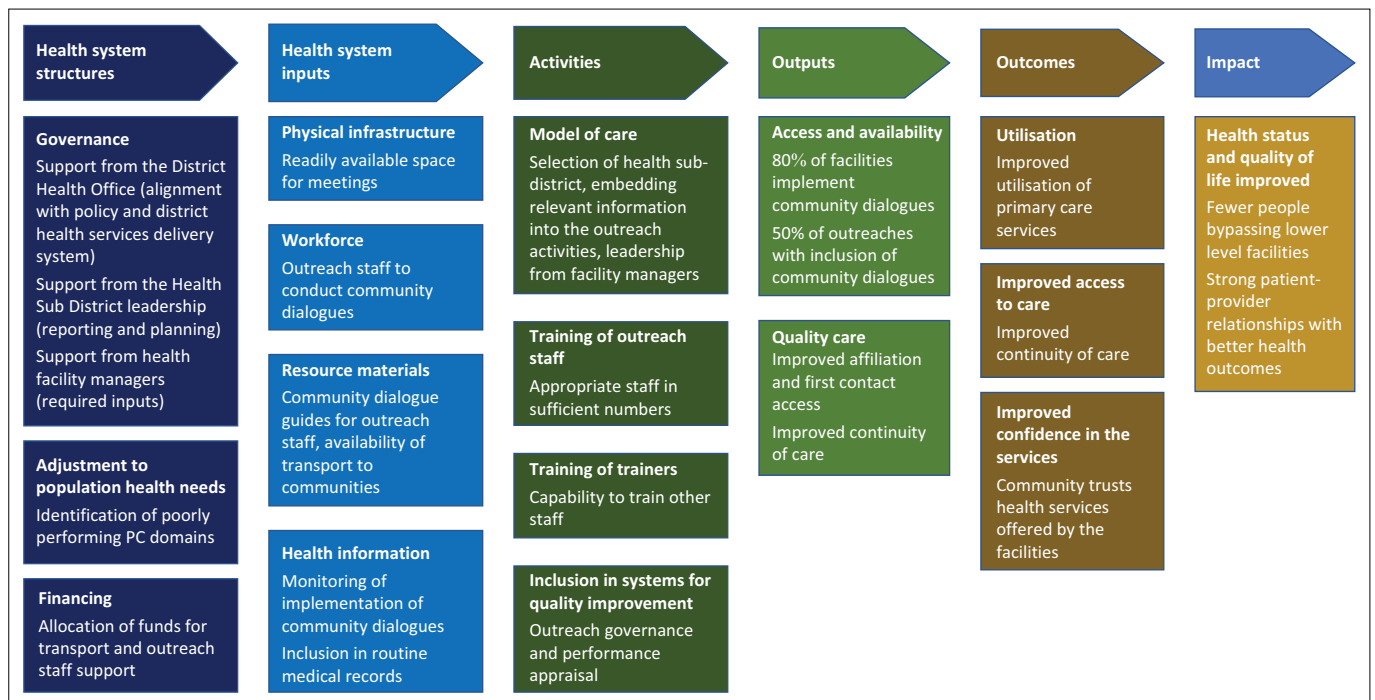 Health system
structures
Health system
inputs
Activities
Outputs
Outcomes
Impact
Governance
Support from the District
Health Office (alignment
with policy and district
health services delivery
system)
Support from the Health
Sub District leadership
(reporting and planning)
Support from health
facility managers
(required inputs)
Adjustment to
population health needs
Identification of poorly
performing PC domains
Financing
Allocation of funds for
transport and outreach
staff support
Physical infrastructure
Readily available space
for meetings
Workforce
Outreach staff to
conduct community
dialogues
Resource materials
Community dialogue
guides for outreach
staff, availability of
transport to
communities
Health information
Monitoring of
implementation of
community dialogues
Inclusion in routine
medical records
Model of care
Selection of health sub-
district, embedding
relevant information
into the outreach
activities, leadership
from facility managers
Training of outreach
staff
Appropriate staff in
sufficient numbers
Training of trainers
Capability to train other
staff
Inclusion in systems for
quality improvement
Outreach governance
and performance
appraisal
Access and availability
80% of facilities
implement
community dialogues
50% of outreaches
with inclusion of
community dialogues
Quality care
Improved affiliation
and first contact
access
Improved continuity
of care
Utilisation
Improved
utilisation of
primary care
services
Improved access
to care
Improved
continuity of care
Improved
confidence in the
services
Community trusts
health services
offered by the
facilities
Health status
and quality of
life improved
Fewer people
bypassing lower
level facilities
Strong patient-
provider
relationships with
better health
outcomes